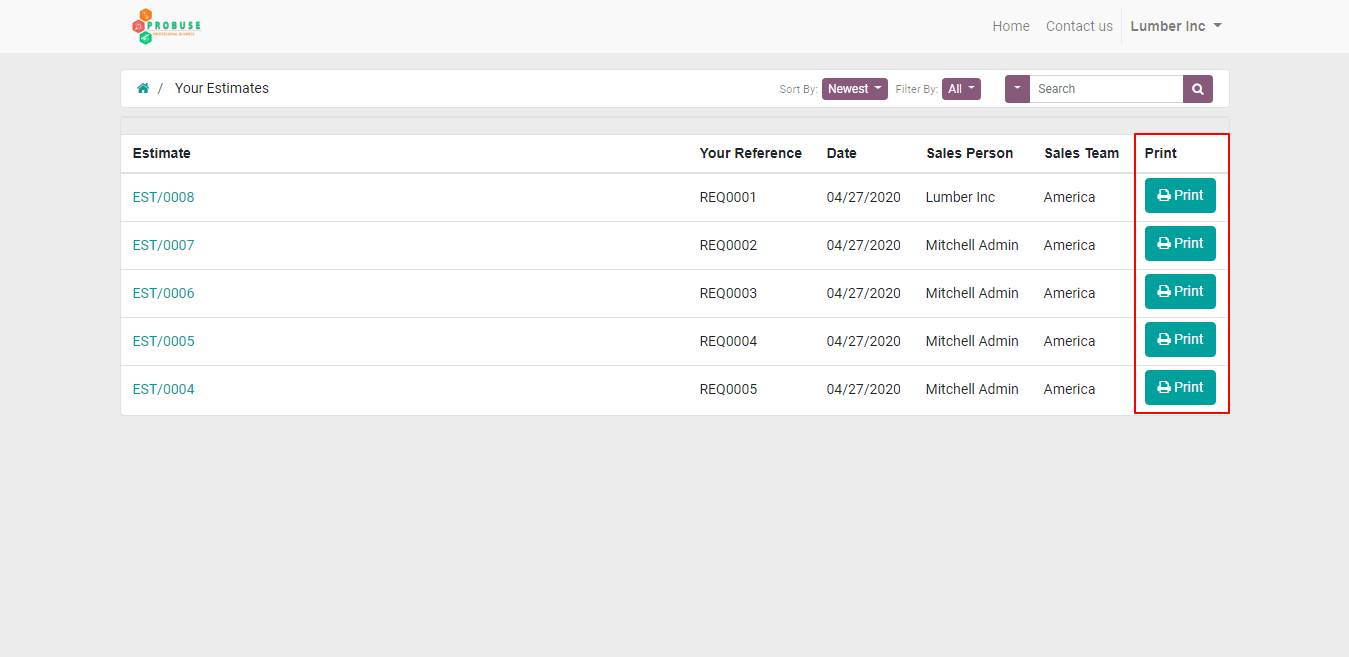 PROBUSE
PROFESSIONAL BUSINESS
Home Contact us Lumber Inc
/ Your Estimates Sort By: Newest Filter By: All Search
Estimate Your Reference Date Sales Person Sales Team Print
EST/0008 REQ0001 04/27/2020 Lumber Inc America Print
EST/0007 REQ0002 04/27/2020 Mitchell Admin America Print
EST/0006 REQ0003 04/27/2020 Mitchell Admin America Print
EST/0005 REQ0004 04/27/2020 Mitchell Admin America Print
EST/0004 REQ0005 04/27/2020 Mitchell Admin America Print